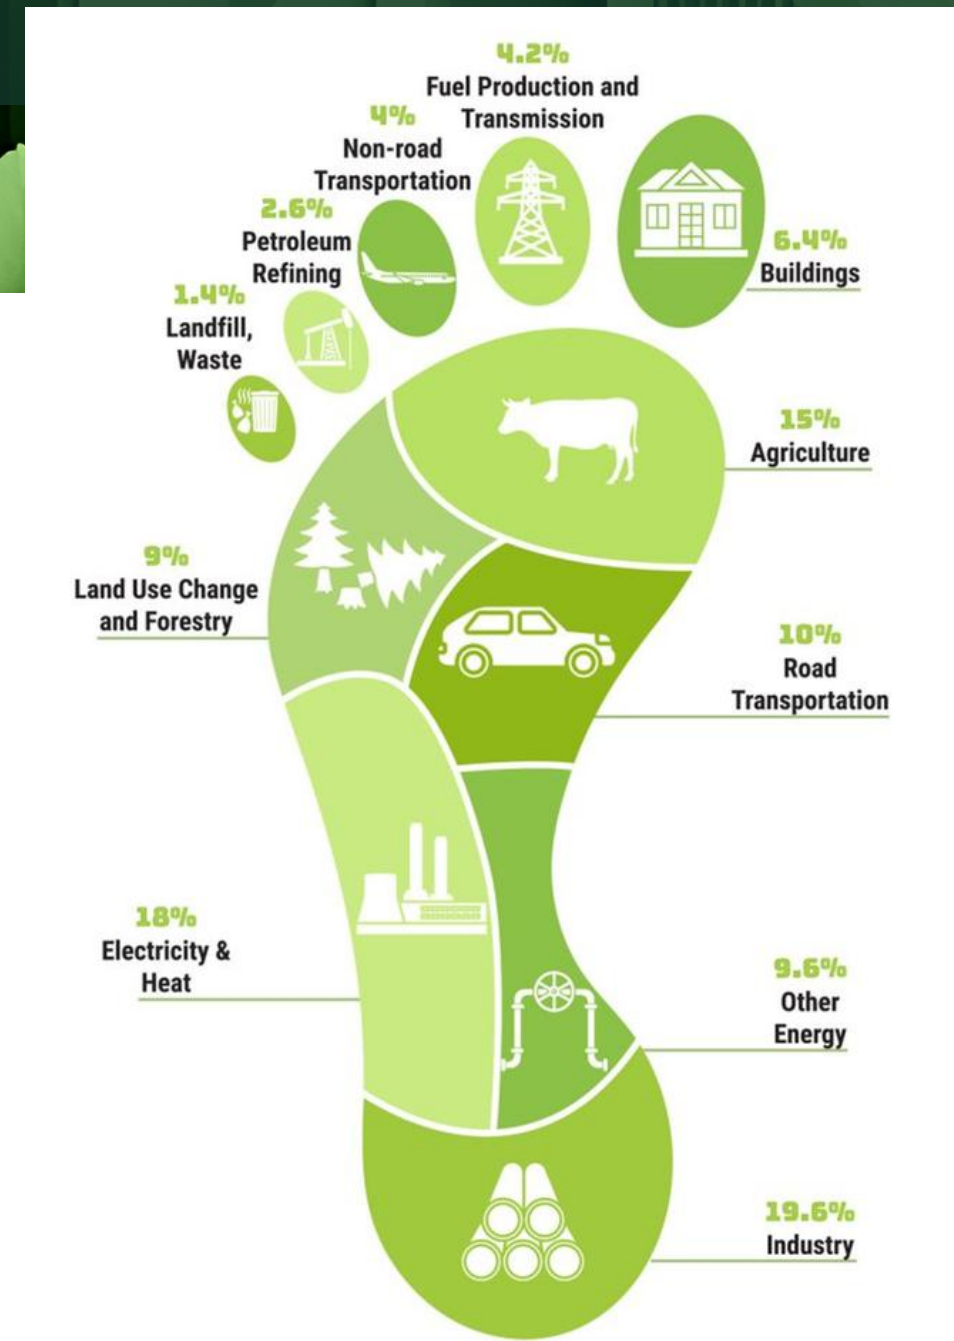 4.2%
Fuel Production and
Transmission
4%
Non-road
Transportation
2.6%
Petroleum
Refining
1.4%
Landfill,
Waste
6.4%
Buildings
15%
Agriculture
9%
Land Use Change
and Forestry
10%
Road
Transportation
18%
Electricity &
Heat
9.6%
Other
Energy
19.6%
Industry